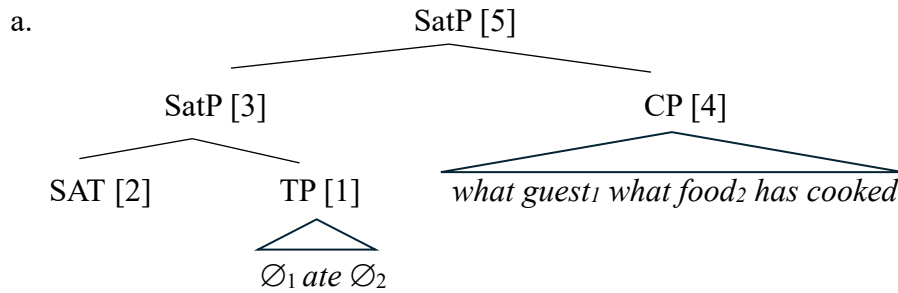 a. SatP [5]
SatP [3] CP [4]
SAT [2] TP [1] what guest₁ what food₂ has cooked
∅₁ ate ∅₂